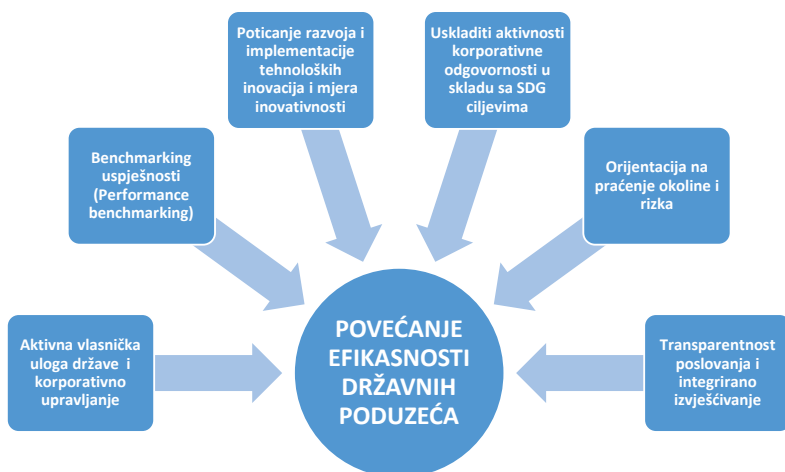 Poticanje razvoja i
implementacije
tehnoloških
inovacija i mjera
inovativnosti
Uskladiti aktivnosti
korporativne
odgovornosti u
skladu sa SDG
ciljevima
Benchmarking
uspješnosti
(Performance
benchmarking)
Orijentacija na
praćenje okoline i
rizka
Aktivna vlasnička
uloga države i
korporativno
upravljanje
POVEĆANJE
EFIKASNOSTI
DRŽAVNIH
PODUZEĆA
Transparentnost
poslovanja i
integrirano
izvješćivanje